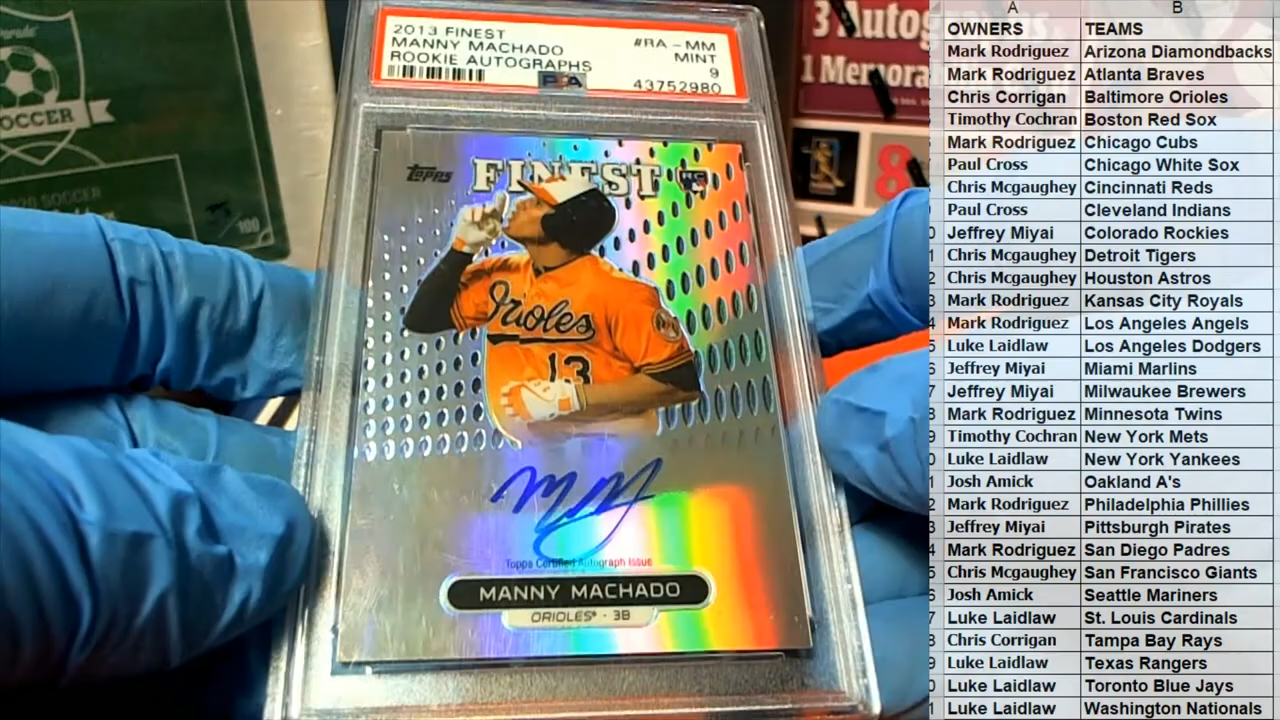 2013 FINEST #RA - MM
MANNY MACHADO MINT
ROOKIE AUTOGRAPHS 9
PSA 43752980
TOPPS FINEST RC
Orioles
13
Topps Certified Autograph Issue
MANNY MACHADO
ORIOLES® · 3B
SOCCER
/100
3 Autographs,
1 Memora
8
A B
OWNERS TEAMS
Mark Rodriguez Arizona Diamondbacks
Mark Rodriguez Atlanta Braves
Chris Corrigan Baltimore Orioles
Timothy Cochran Boston Red Sox
Mark Rodriguez Chicago Cubs
Paul Cross Chicago White Sox
Chris Mcgaughey Cincinnati Reds
Paul Cross Cleveland Indians
Jeffrey Miyai Colorado Rockies
Chris Mcgaughey Detroit Tigers
Chris Mcgaughey Houston Astros
Mark Rodriguez Kansas City Royals
Mark Rodriguez Los Angeles Angels
Luke Laidlaw Los Angeles Dodgers
Jeffrey Miyai Miami Marlins
Jeffrey Miyai Milwaukee Brewers
Mark Rodriguez Minnesota Twins
Timothy Cochran New York Mets
Luke Laidlaw New York Yankees
Josh Amick Oakland A's
Mark Rodriguez Philadelphia Phillies
Jeffrey Miyai Pittsburgh Pirates
Mark Rodriguez San Diego Padres
Chris Mcgaughey San Francisco Giants
Josh Amick Seattle Mariners
Luke Laidlaw St. Louis Cardinals
Chris Corrigan Tampa Bay Rays
Luke Laidlaw Texas Rangers
Luke Laidlaw Toronto Blue Jays
Luke Laidlaw Washington Nationals